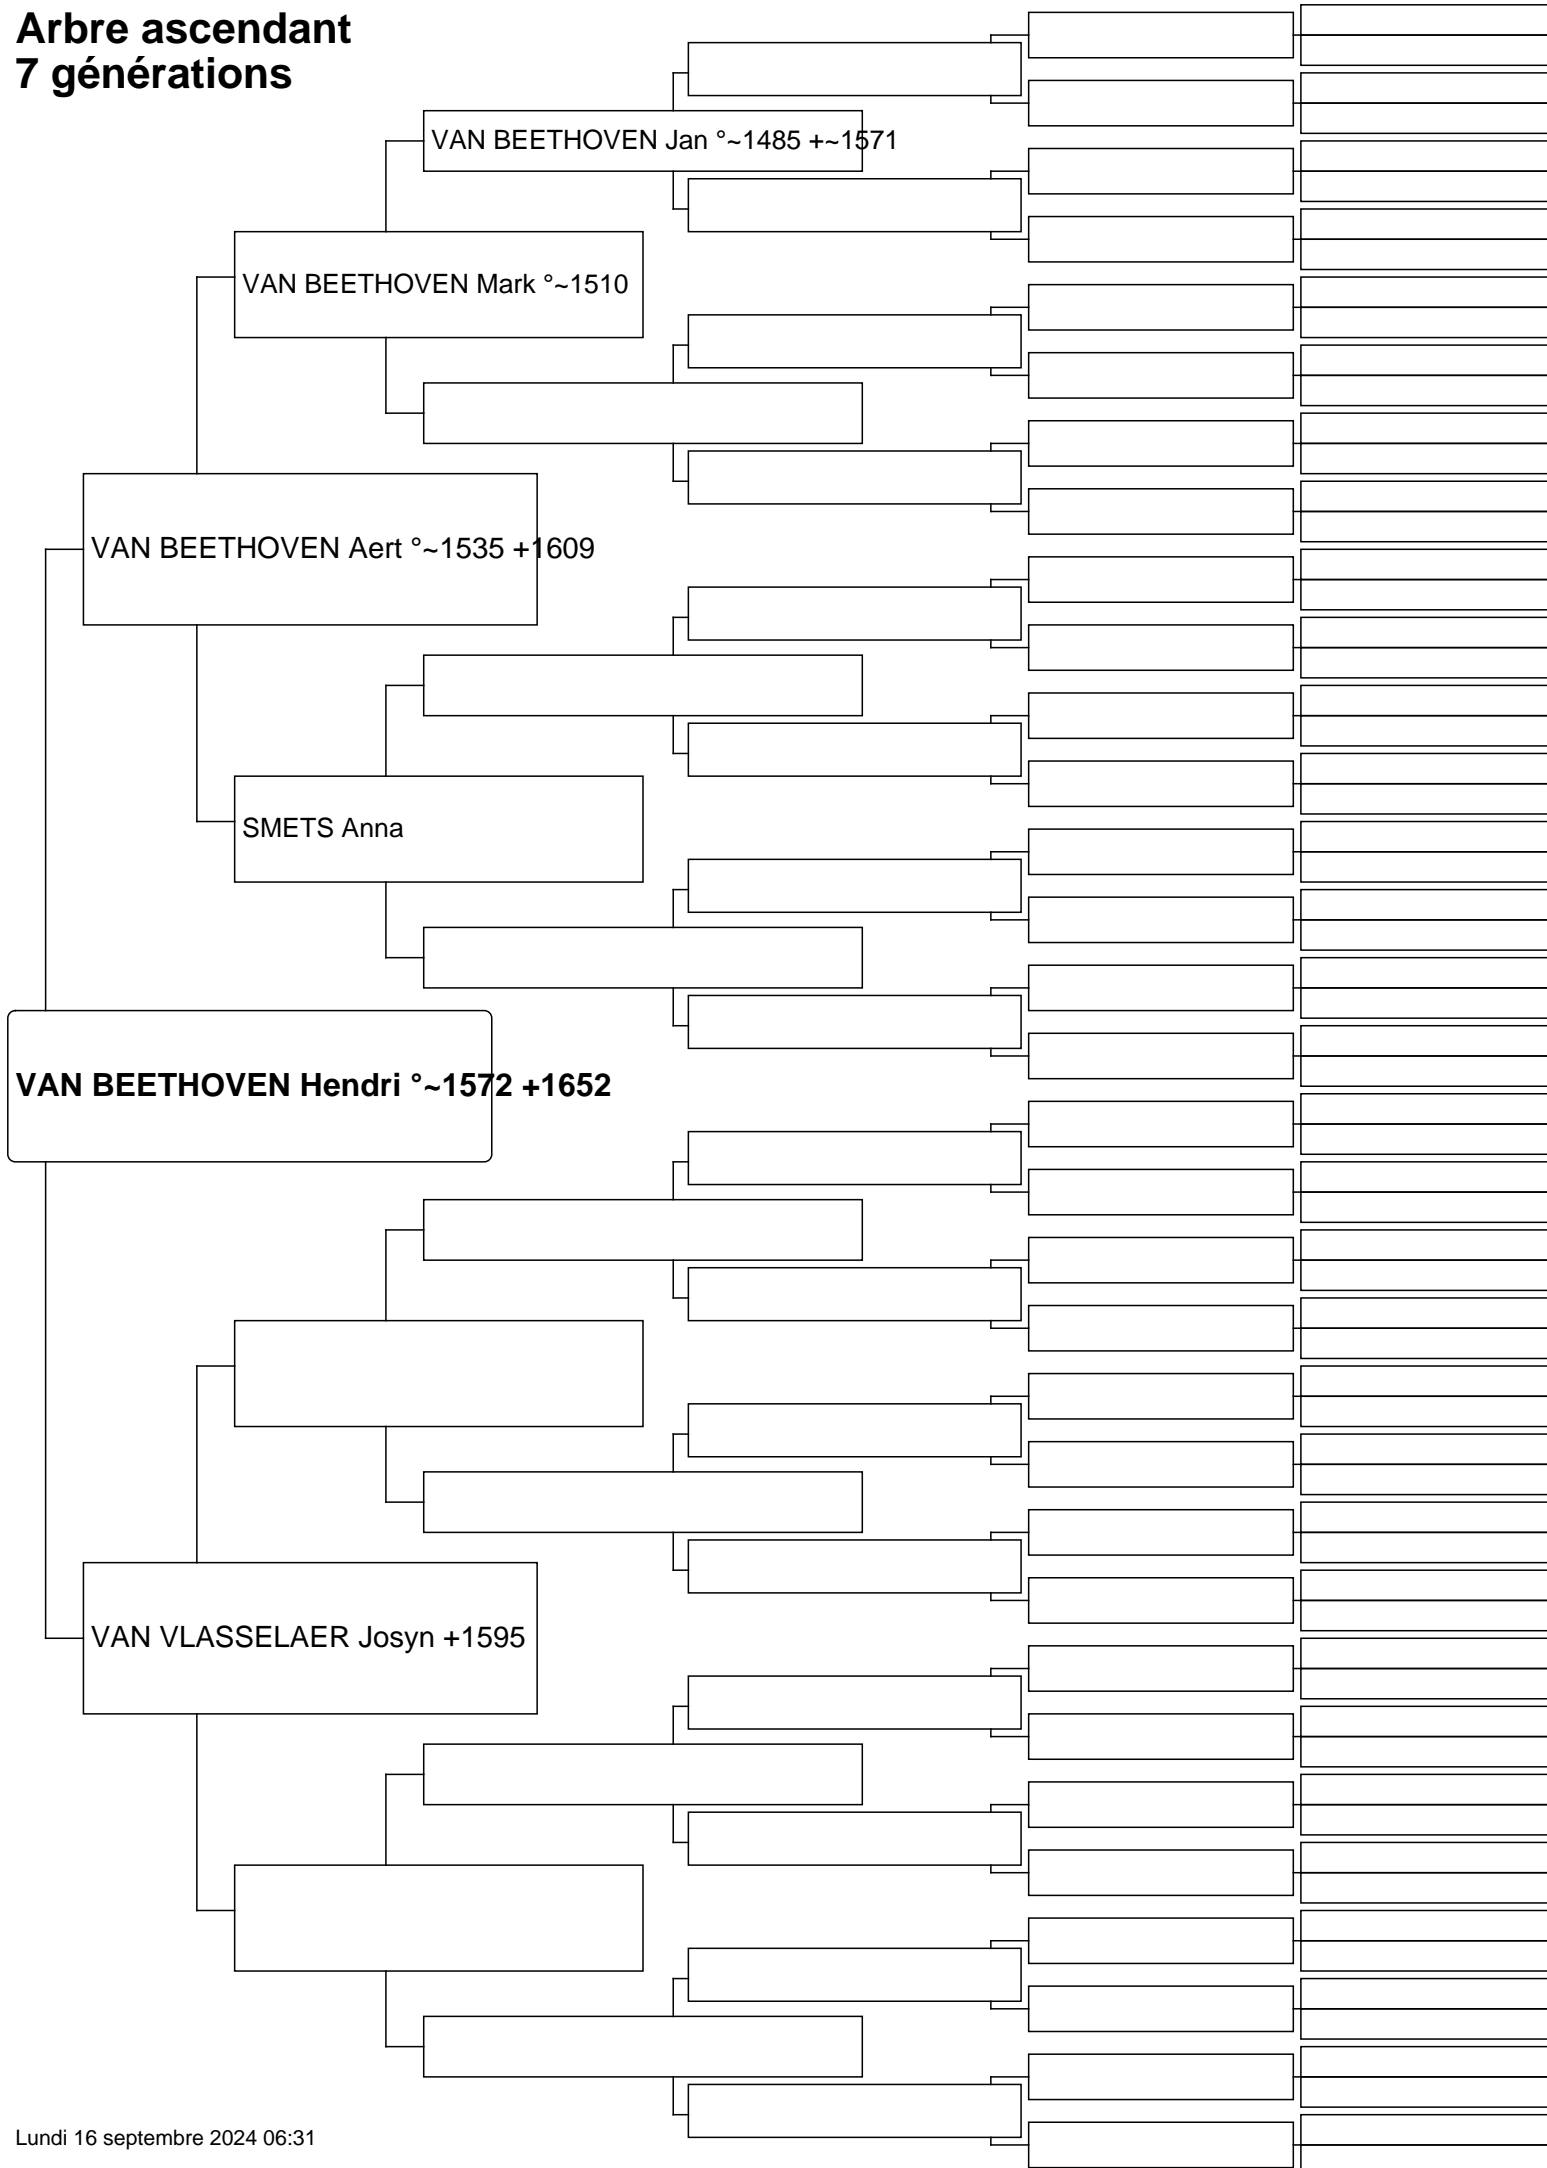 Arbre ascendant
7 générations
VAN BEETHOVEN Jan °~1485 +~1571
VAN BEETHOVEN Mark °~1510
VAN BEETHOVEN Aert °~1535 +1609
SMETS Anna
VAN BEETHOVEN Hendri °~1572 +1652
VAN VLASSELAER Josyn +1595
Lundi 16 septembre 2024 06:31